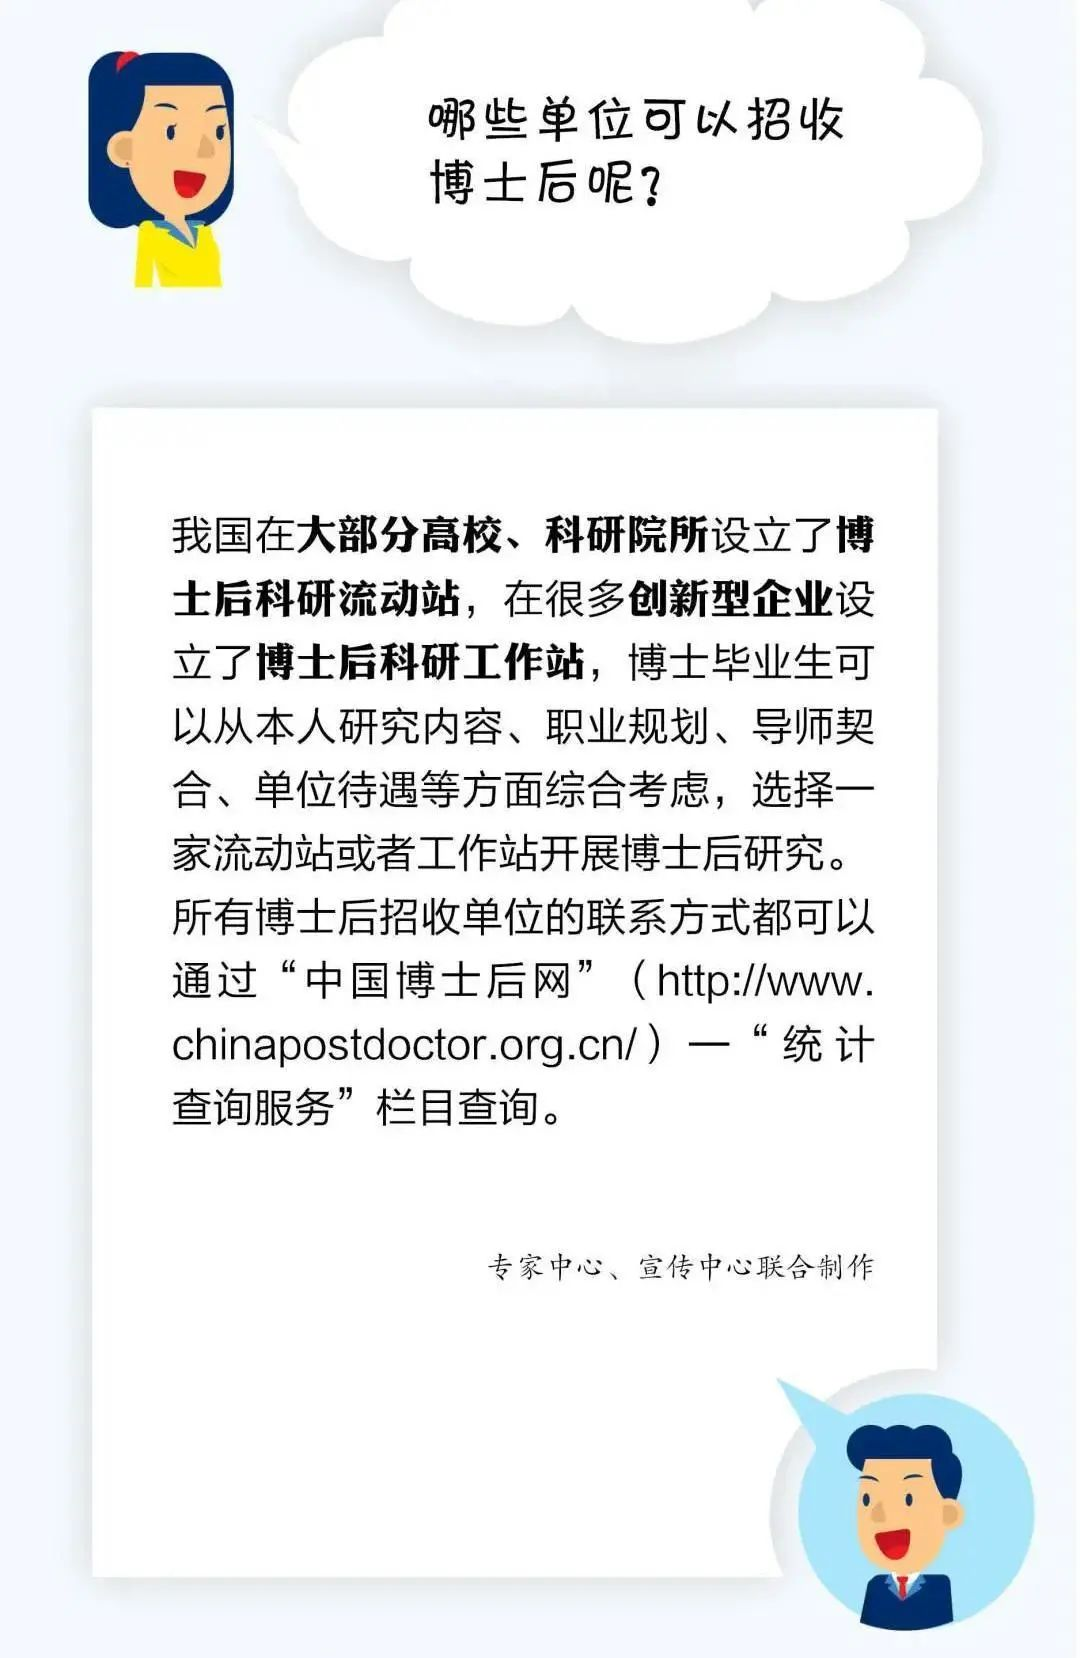 哪些单位可以招收
博士后呢？
我国在大部分高校、科研院所设立了博
士后科研流动站，在很多创新型企业设
立了博士后科研工作站，博士毕业生可
以从本人研究内容、职业规划、导师契
合、单位待遇等方面综合考虑，选择一
家流动站或者工作站开展博士后研究。
所有博士后招收单位的联系方式都可以
通过“中国博士后网”（http://www.
chinapostdoctor.org.cn/）—“统计
查询服务”栏目查询。
专家中心、宣传中心联合制作